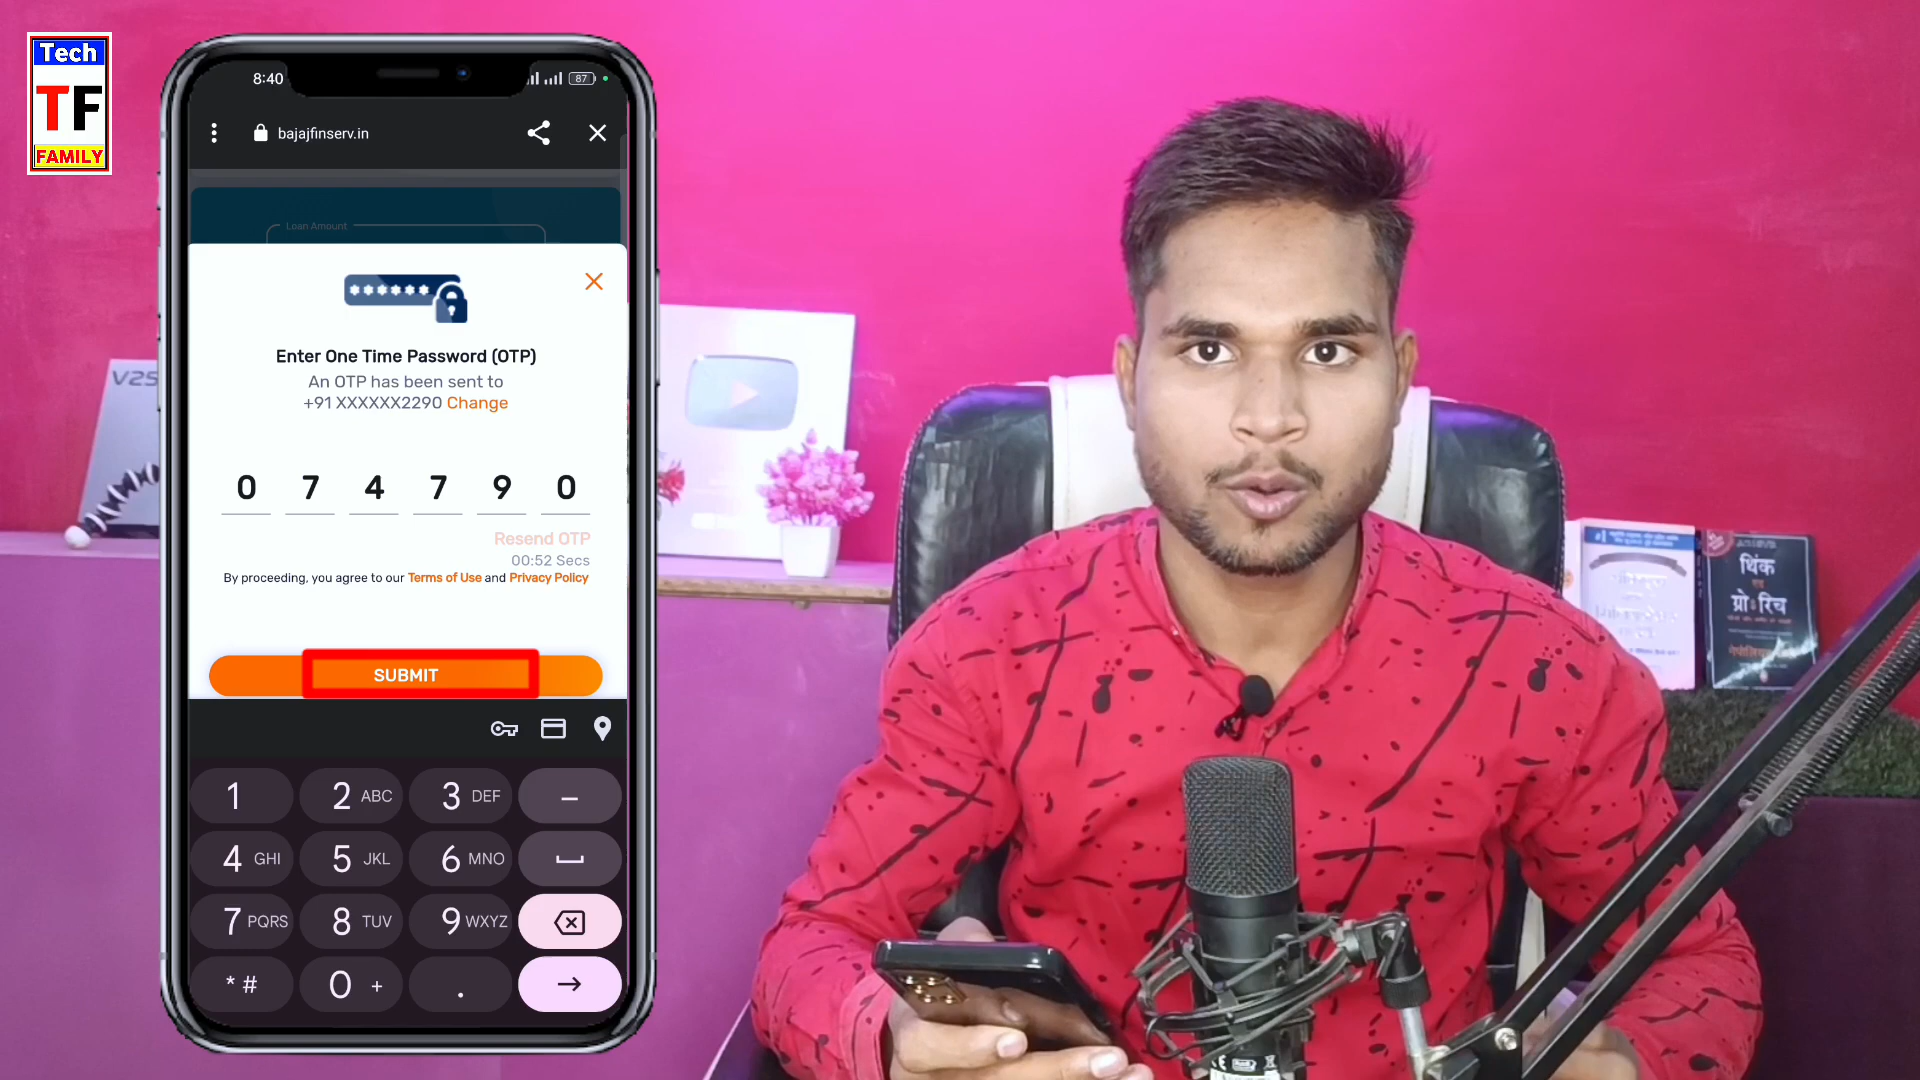 Tech
TF
FAMILY
8:40
87
bajajfinserv.in
Loan Amount
******
Enter One Time Password (OTP)
An OTP has been sent to
+91 XXXXXX2290 Change
0 7 4 7 9 0
Resend OTP
00:52 Secs
By proceeding, you agree to our Terms of Use and Privacy Policy
SUBMIT
1 2 ABC 3 DEF –
4 GHI 5 JKL 6 MNO
7 PQRS 8 TUV 9 WXYZ
* # 0 + .
V25
#1
थिंक
एंड
ग्रो रिच